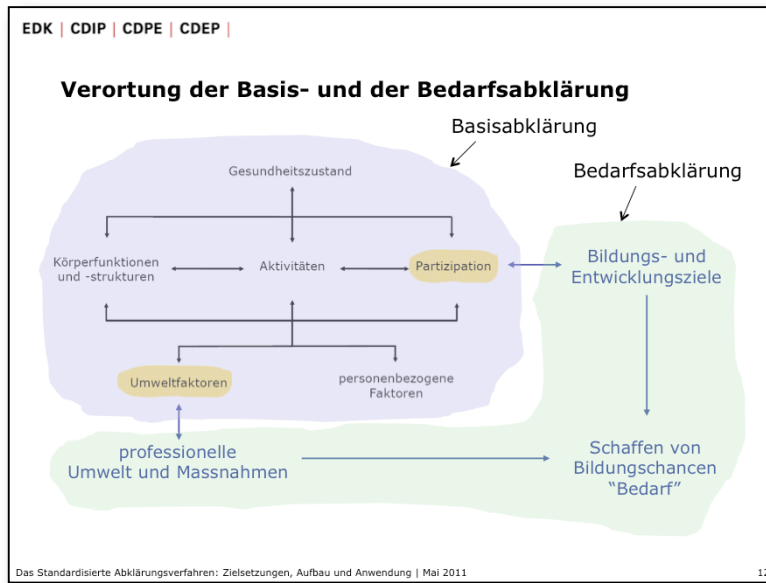 EDK | CDIP | CDPE | CDEP |
Verortung der Basis- und der Bedarfsabklärung
Basisabklärung
Bedarfsabklärung
Gesundheitszustand
Körperfunktionen
und -strukturen
Aktivitäten
Partizipation
Bildungs- und
Entwicklungsziele
Umweltfaktoren
personenbezogene
Faktoren
professionelle
Umwelt und Massnahmen
Schaffen von
Bildungschancen
“Bedarf”
Das Standardisierte Abklärungsverfahren: Zielsetzungen, Aufbau und Anwendung | Mai 2011